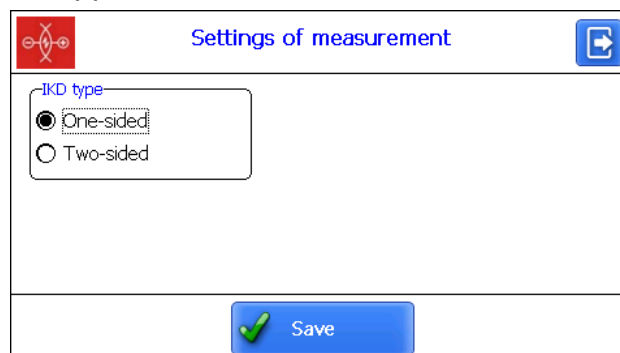 Settings of measurement
IKD type
One-sided
Two-sided
Save